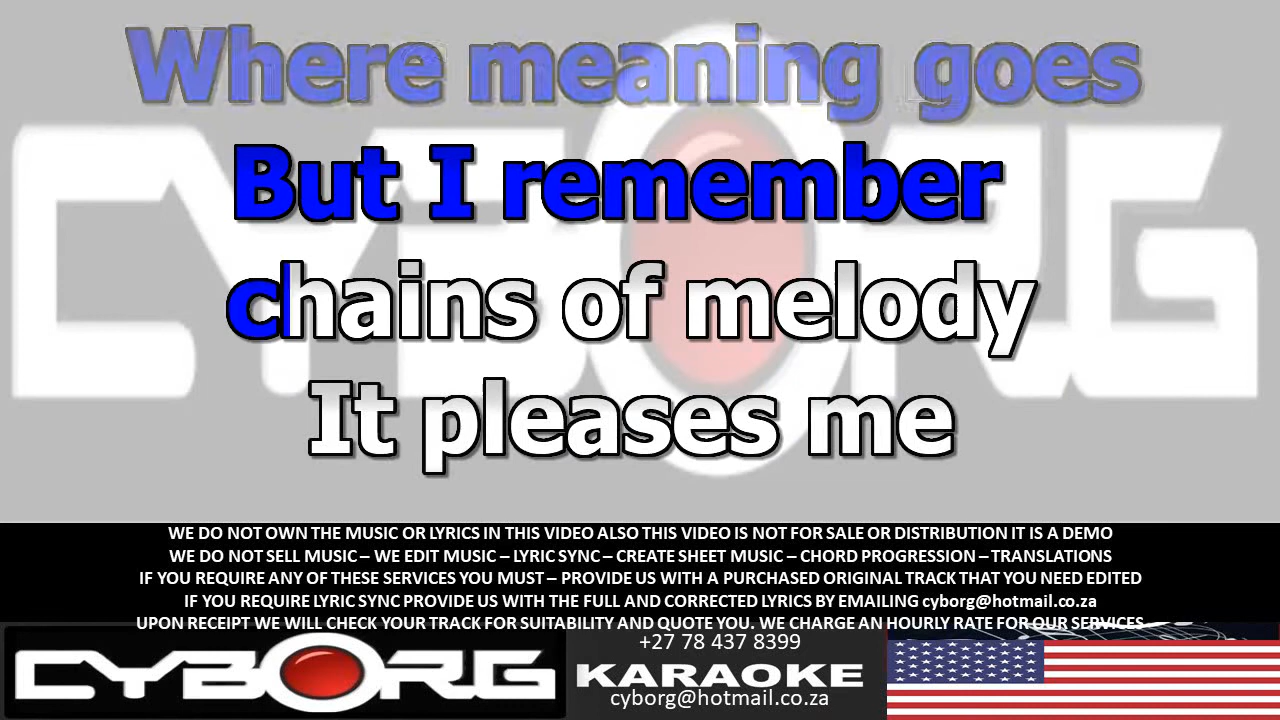 Where meaning goes
But I remember
chains of melody
It pleases me
CYBORG
WE DO NOT OWN THE MUSIC OR LYRICS IN THIS VIDEO ALSO THIS VIDEO IS NOT FOR SALE OR DISTRIBUTION IT IS A DEMO
WE DO NOT SELL MUSIC – WE EDIT MUSIC – LYRIC SYNC – CREATE SHEET MUSIC – CHORD PROGRESSION – TRANSLATIONS
IF YOU REQUIRE ANY OF THESE SERVICES YOU MUST – PROVIDE US WITH A PURCHASED ORIGINAL TRACK THAT YOU NEED EDITED
IF YOU REQUIRE LYRIC SYNC PROVIDE US WITH THE FULL AND CORRECTED LYRICS BY EMAILING cyborg@hotmail.co.za
UPON RECEIPT WE WILL CHECK YOUR TRACK FOR SUITABILITY AND QUOTE YOU. WE CHARGE AN HOURLY RATE FOR OUR SERVICES
CYBORG
+27 78 437 8399
KARAOKE
cyborg@hotmail.co.za